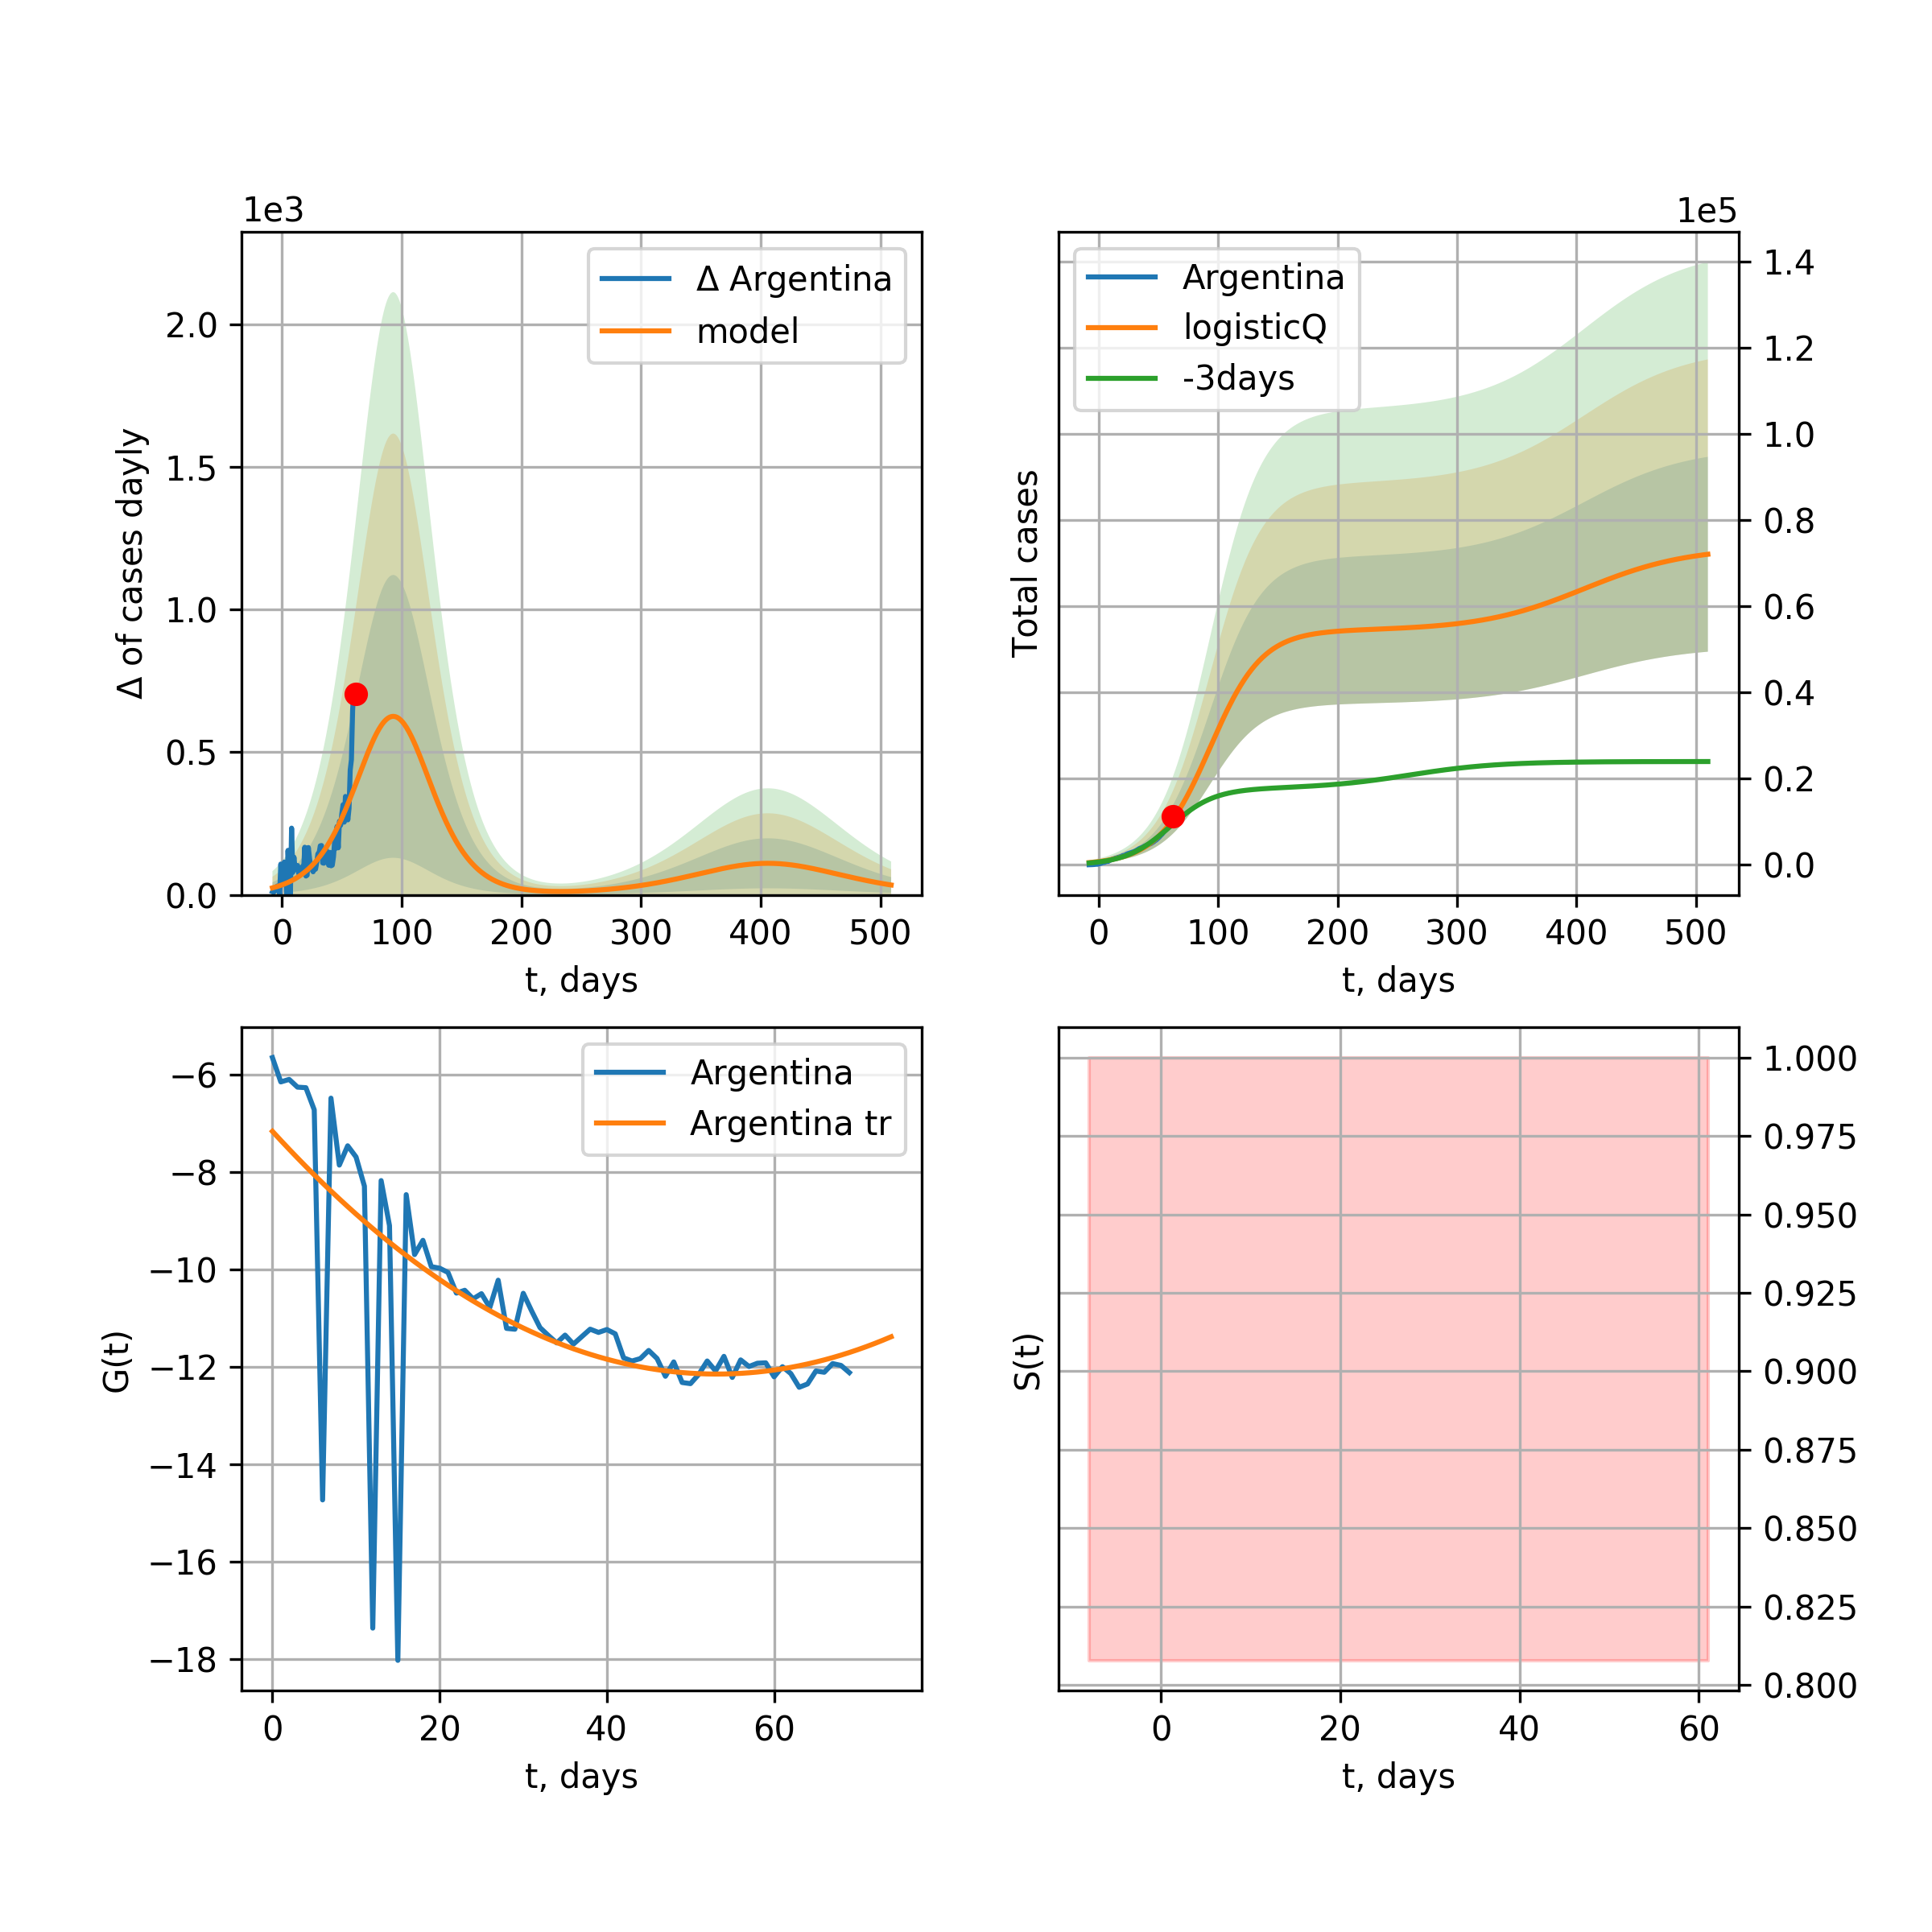 1e3
Δ Argentina
model
2.0
1.5
1.0
0.5
0.0
Δ of cases dayly
0 100 200 300 400 500
t, days
1e5
Argentina
logisticQ
-3days
1.4
1.2
1.0
0.8
0.6
0.4
0.2
0.0
Total cases
0 100 200 300 400 500
t, days
Argentina
Argentina tr
−6
−8
−10
−12
−14
−16
−18
G(t)
0 20 40 60
t, days
1.000
0.975
0.950
0.925
0.900
0.875
0.850
0.825
0.800
S(t)
0 20 40 60
t, days